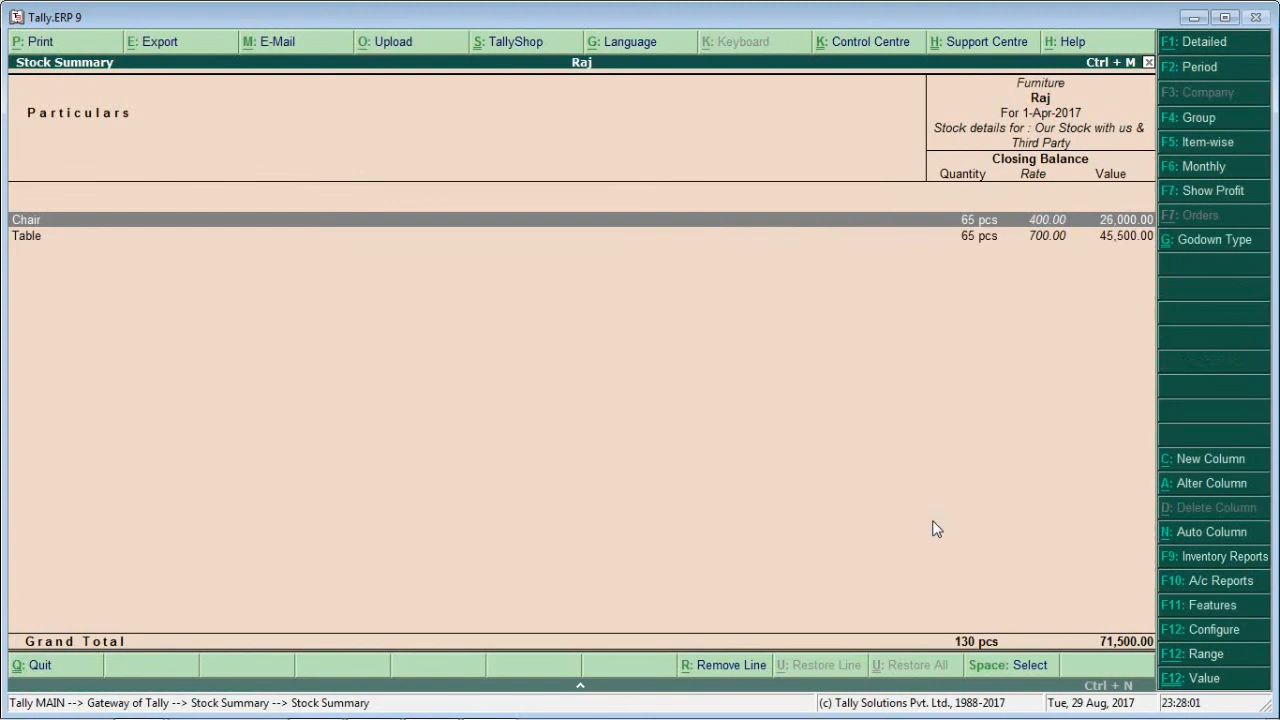 Tally.ERP 9
P: Print E: Export M: E-Mail O: Upload S: TallyShop G: Language K: Keyboard K: Control Centre H: Support Centre H: Help
Stock Summary Raj Ctrl + M
Particulars
Furniture
Raj
For 1-Apr-2017
Stock details for : Our Stock with us &
Third Party
Closing Balance
Quantity Rate Value
Chair 65 pcs 400.00 26,000.00
Table 65 pcs 700.00 45,500.00
Grand Total 130 pcs 71,500.00
F1: Detailed
F2: Period
F3: Company
F4: Group
F5: Item-wise
F6: Monthly
F7: Show Profit
F7: Orders
G: Godown Type
C: New Column
A: Alter Column
D: Delete Column
N: Auto Column
F9: Inventory Reports
F10: A/c Reports
F11: Features
F12: Configure
F12: Range
F12: Value
Q: Quit R: Remove Line U: Restore Line U: Restore All Space: Select
Ctrl + N
Tally MAIN --> Gateway of Tally --> Stock Summary --> Stock Summary (c) Tally Solutions Pvt. Ltd., 1988-2017 Tue, 29 Aug, 2017 23:28:01